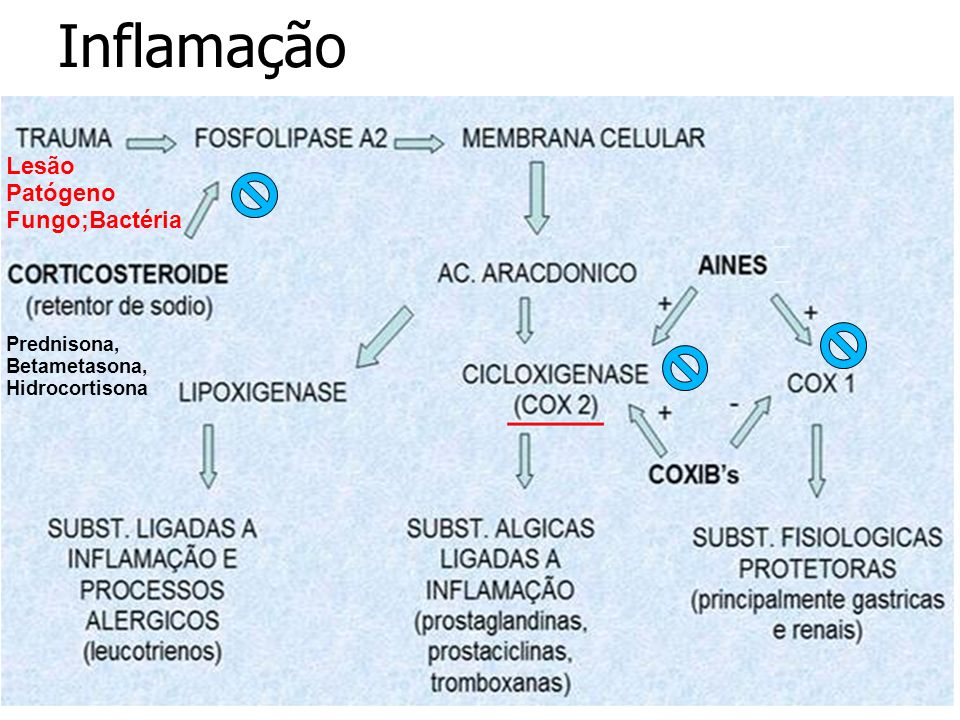 Inflamação
TRAUMA
FOSFOLIPASE A2
MEMBRANA CELULAR
Lesão
Patógeno
Fungo;Bactéria
CORTICOSTEROIDE
(retentor de sodio)
Prednisona,
Betametasona,
Hidrocortisona
AC. ARACDONICO
AINES
+
+
LIPOXIGENASE
CICLOXIGENASE
(COX 2)
COX 1
+
-
COXIB's
SUBST. LIGADAS A
INFLAMAÇÃO E
PROCESSOS
ALERGICOS
(leucotrienos)
SUBST. ALGICAS
LIGADAS A
INFLAMAÇÃO
(prostaglandinas,
prostaciclinas,
tromboxanas)
SUBST. FISIOLOGICAS
PROTETORAS
(principalmente gastricas
e renais)